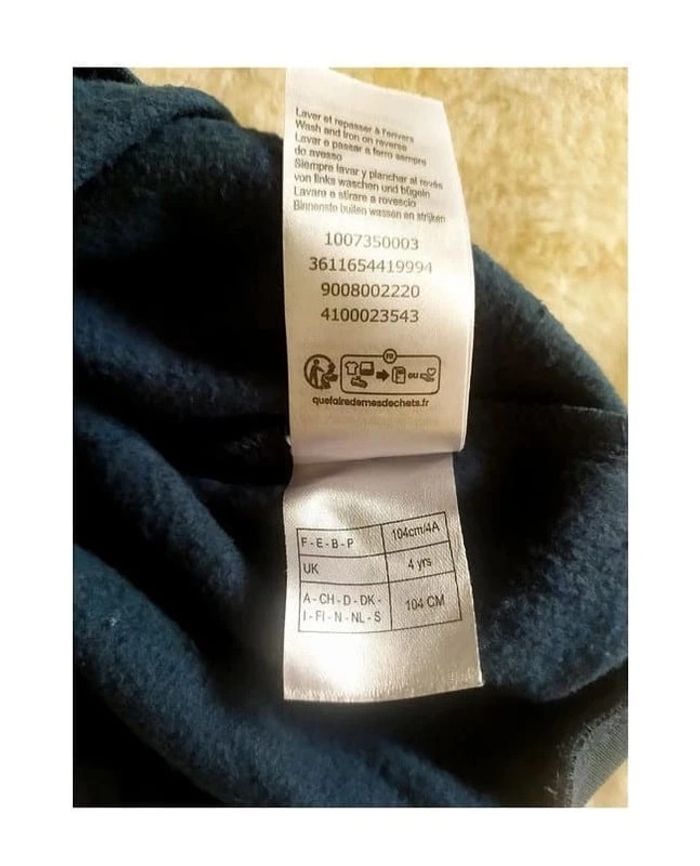 Laver et repasser à l'envers
Wash and Iron on reverse
Lavar e passar a ferro sempre
do avesso
Siempre lavar y planchar al revés
von links waschen und bügeln
Lavare e stirare a rovescio
Binnenste buiten wassen en strijken
1007350003
3611654419994
9008002220
4100023543
FR
OU
quefairedemesdechets.fr
F-E-B-P 104cm/4A
UK 4 yrs
A-CH-D-DK- 104 CM
I-FI-N-NL-S